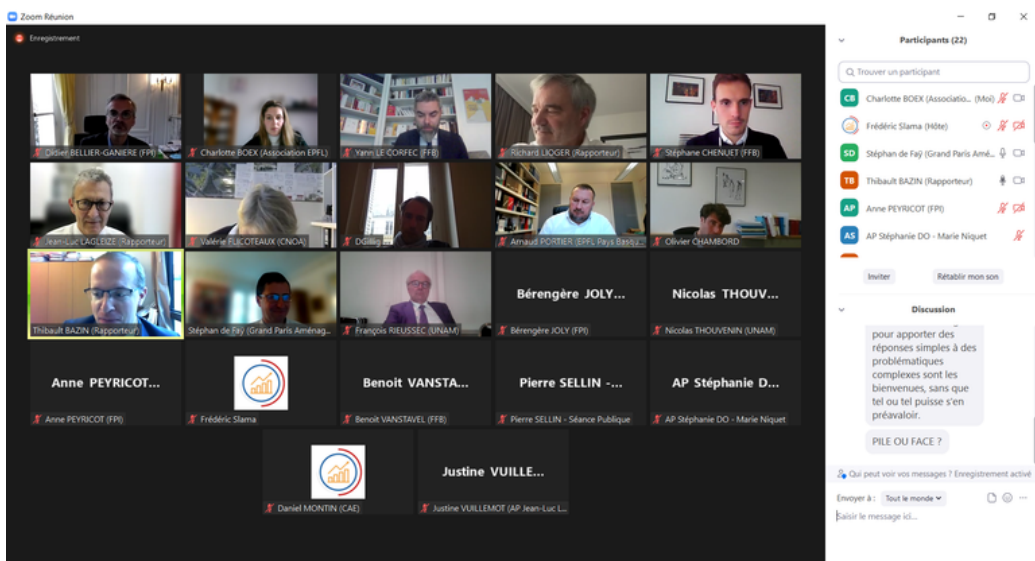 Zoom Réunion
Enregistrement
Didier BELLIER-GANIERE (FPI)
Charlotte BOEX (Association EPFL)
Yann LE CORFEC (FFB)
Richard LIOGER (Rapporteur)
Stéphane CHENUET (FFB)
Jean-Luc LAGLEIZE (Rapporteur)
Valérie FLICOTEAUX (CNOA)
DGillig
Arnaud PORTIER (EPFL Pays Basqu...
Olivier CHAMBORD
Thibault BAZIN (Rapporteur)
Stéphan de Faÿ (Grand Paris Aménag...
François RIEUSSEC (UNAM)
Bérengère JOLY...
Bérengère JOLY (FPI)
Nicolas THOUV...
Nicolas THOUVENIN (UNAM)
Anne PEYRICOT...
Anne PEYRICOT (FPI)
Frédéric Slama
Benoit VANSTA...
Benoit VANSTAVEL (FFB)
Pierre SELLIN -...
Pierre SELLIN - Séance Publique
AP Stéphanie D...
AP Stéphanie DO - Marie Niquet
Daniel MONTIN (CAE)
Justine VUILLE...
Justine VUILLEMOT (AP Jean-Luc L...
Participants (22)
Trouver un participant
CB Charlotte BOEX (Associatio... (Moi)
Frédéric Slama (Hôte)
SD Stéphan de Faÿ (Grand Paris Amé...
TB Thibault BAZIN (Rapporteur)
AP Anne PEYRICOT (FPI)
AS AP Stéphanie DO - Marie Niquet
Inviter
Rétablir mon son
Discussion
pour apporter des
réponses simples à des
problématiques
complexes sont les
bienvenues, sans que
tel ou tel puisse s'en
préavaloir.
PILE OU FACE ?
Qui peut voir vos messages ? Enregistrement activé
Envoyer à : Tout le monde
Saisir le message ici...